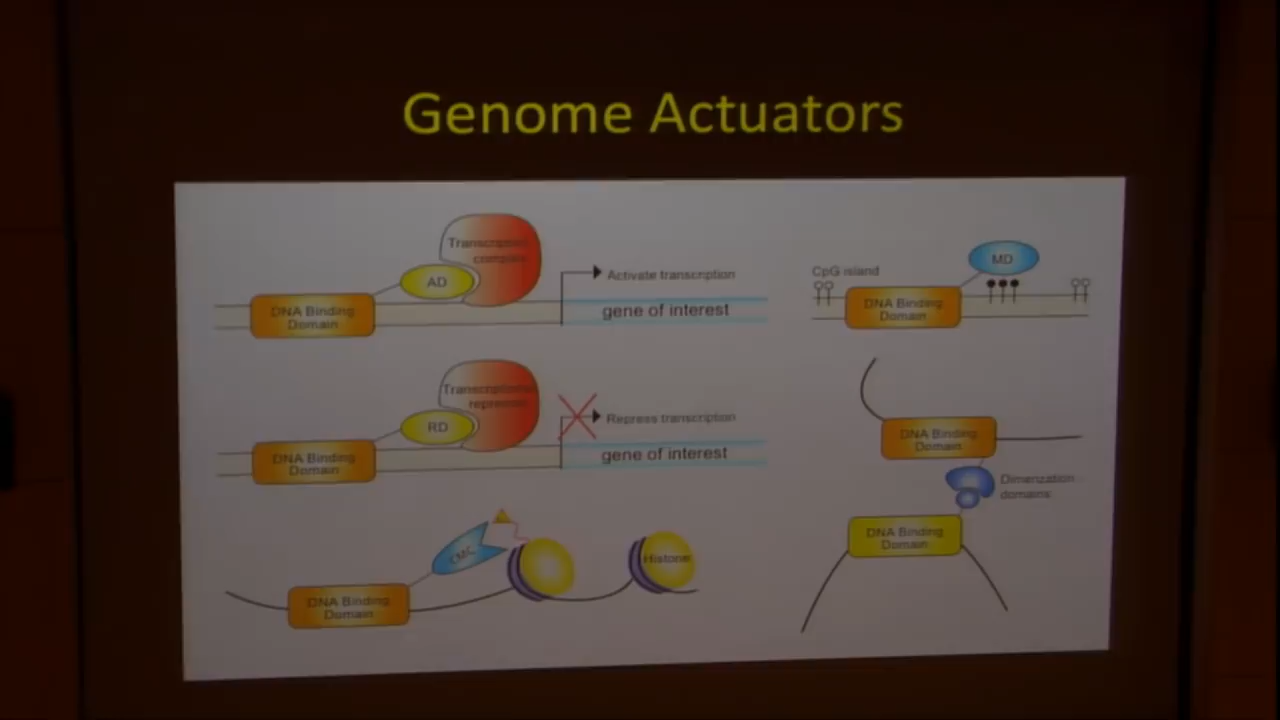 Genome Actuators
Transcription
complex
AD
Activate transcription
DNA Binding
Domain
gene of interest
Transcriptional
repressor
RD
Repress transcription
DNA Binding
Domain
gene of interest
CMC
Histone
DNA Binding
Domain
MD
CpG island
DNA Binding
Domain
DNA Binding
Domain
Dimerization
domains
DNA Binding
Domain